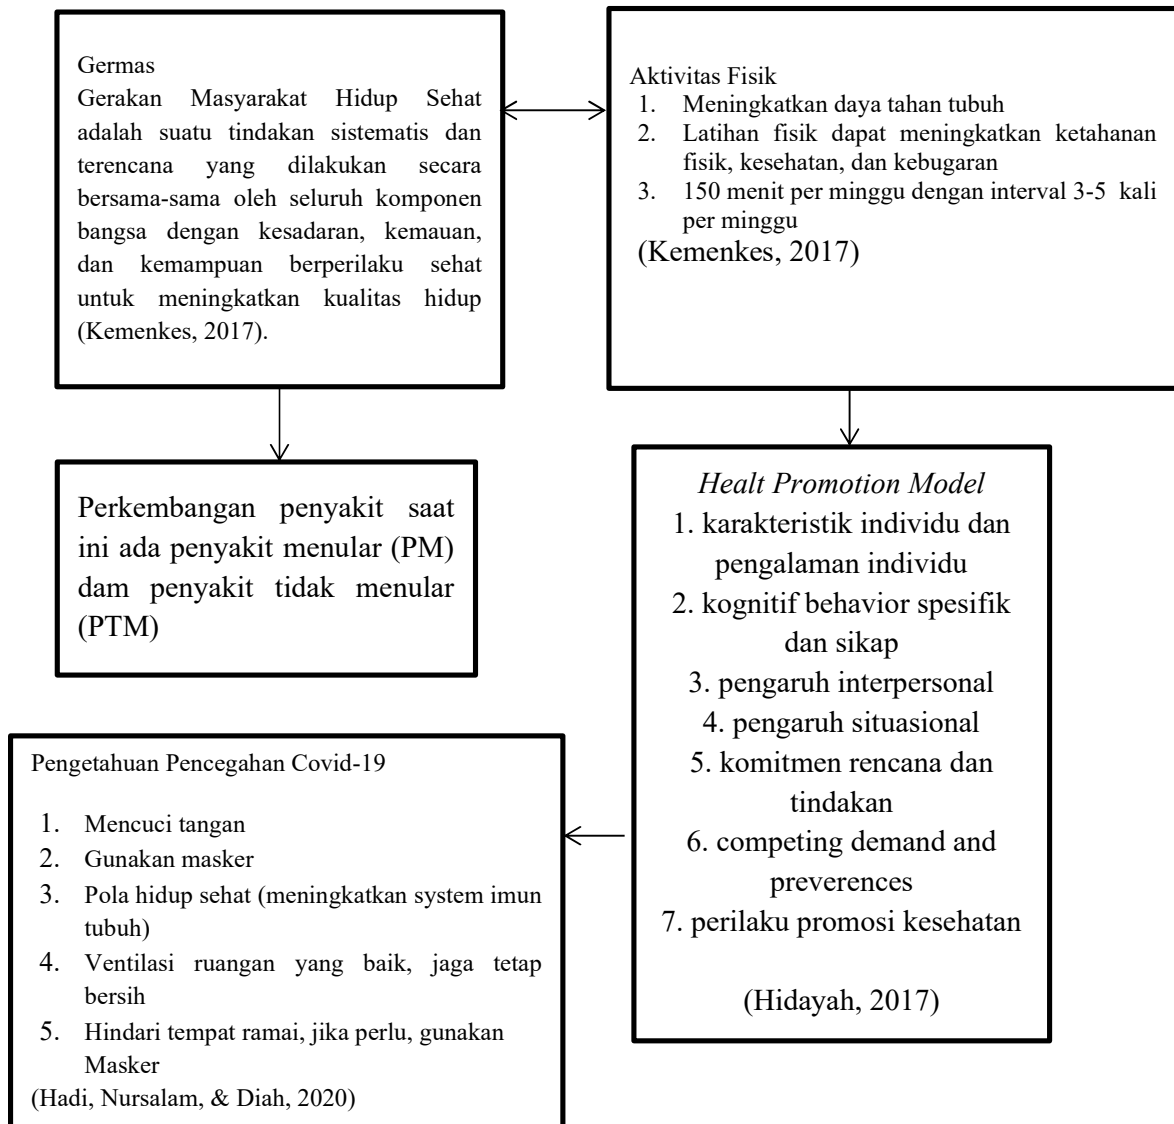 Germas
Gerakan Masyarakat Hidup Sehat
adalah suatu tindakan sistematis dan
terencana yang dilakukan secara
bersama-sama oleh seluruh komponen
bangsa dengan kesadaran, kemauan,
dan kemampuan berperilaku sehat
untuk meningkatkan kualitas hidup
(Kemenkes, 2017).
Aktivitas Fisik
1. Meningkatkan daya tahan tubuh
2. Latihan fisik dapat meningkatkan ketahanan
fisik, kesehatan, dan kebugaran
3. 150 menit per minggu dengan interval 3-5 kali
per minggu
(Kemenkes, 2017)
Perkembangan penyakit saat
ini ada penyakit menular (PM)
dam penyakit tidak menular
(PTM)
Healt Promotion Model
1. karakteristik individu dan
pengalaman individu
2. kognitif behavior spesifik
dan sikap
3. pengaruh interpersonal
4. pengaruh situasional
5. komitmen rencana dan
tindakan
6. competing demand and
preverences
7. perilaku promosi kesehatan
(Hidayah, 2017)
Pengetahuan Pencegahan Covid-19
1. Mencuci tangan
2. Gunakan masker
3. Pola hidup sehat (meningkatkan system imun
tubuh)
4. Ventilasi ruangan yang baik, jaga tetap
bersih
5. Hindari tempat ramai, jika perlu, gunakan
Masker
(Hadi, Nursalam, & Diah, 2020)